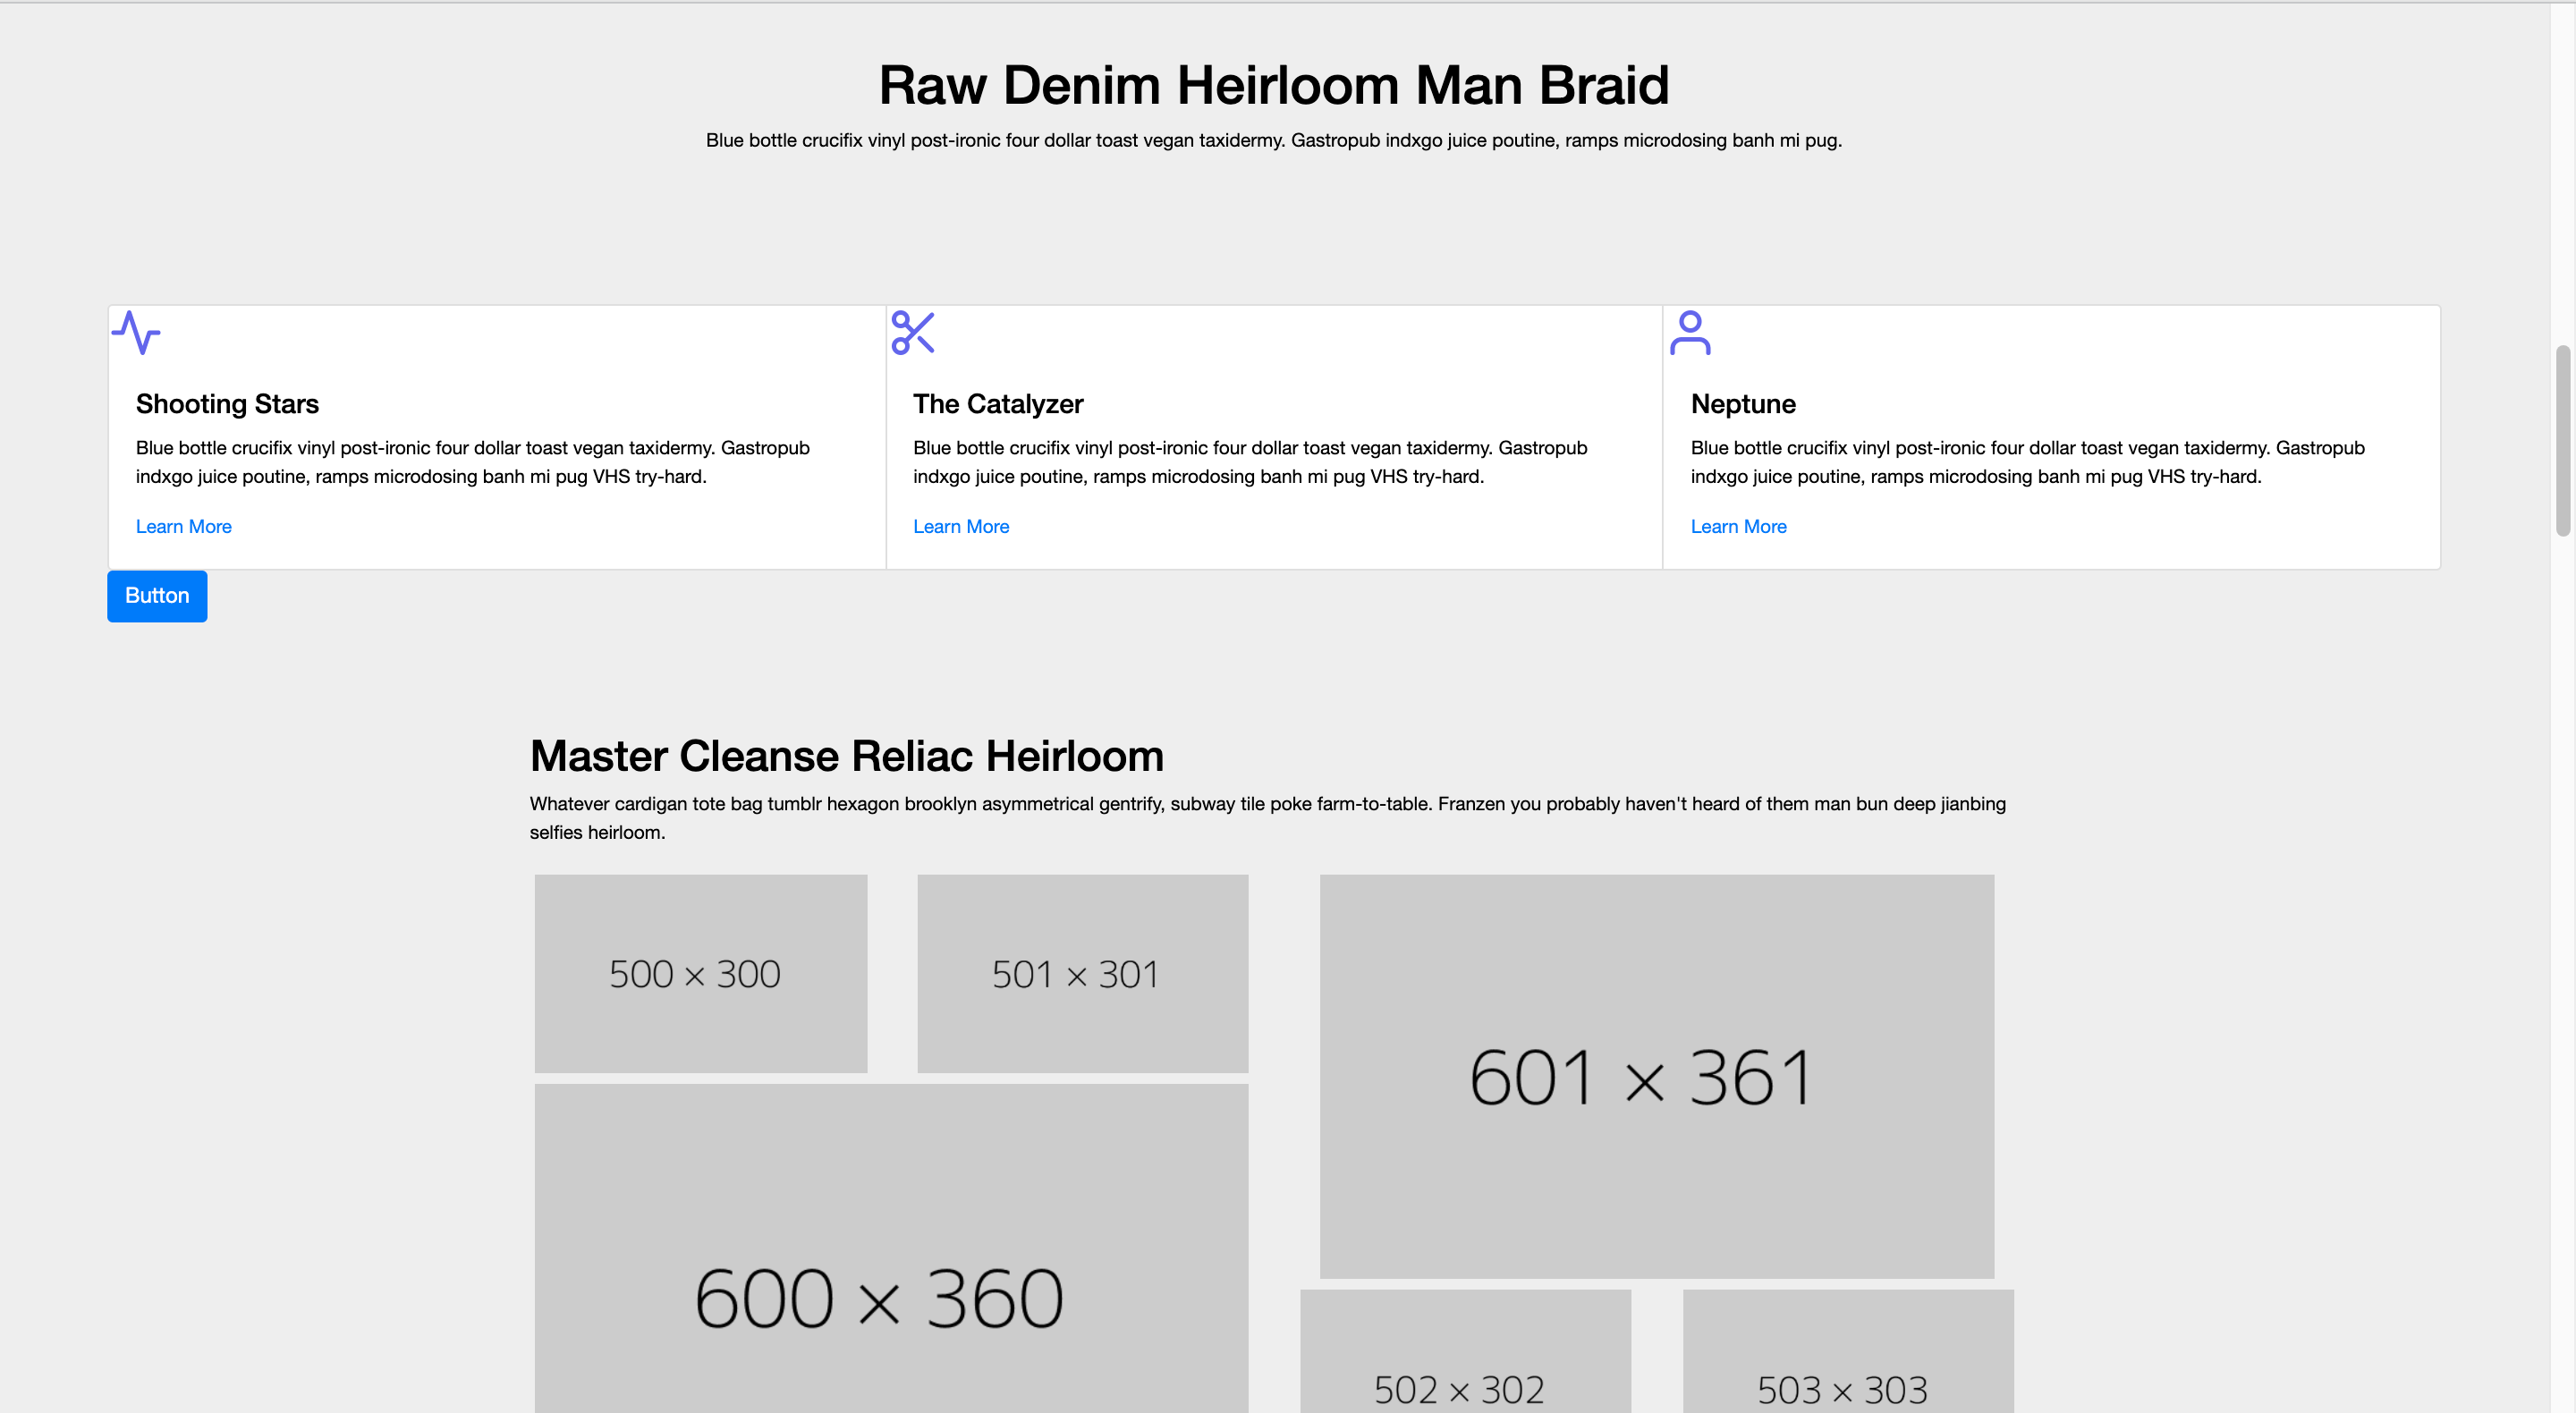 Raw Denim Heirloom Man Braid
Blue bottle crucifix vinyl post-ironic four dollar toast vegan taxidermy. Gastropub indxgo juice poutine, ramps microdosing banh mi pug.
Shooting Stars
Blue bottle crucifix vinyl post-ironic four dollar toast vegan taxidermy. Gastropub
indxgo juice poutine, ramps microdosing banh mi pug VHS try-hard.
Learn More
The Catalyzer
Blue bottle crucifix vinyl post-ironic four dollar toast vegan taxidermy. Gastropub
indxgo juice poutine, ramps microdosing banh mi pug VHS try-hard.
Learn More
Neptune
Blue bottle crucifix vinyl post-ironic four dollar toast vegan taxidermy. Gastropub
indxgo juice poutine, ramps microdosing banh mi pug VHS try-hard.
Learn More
Button
Master Cleanse Reliac Heirloom
Whatever cardigan tote bag tumblr hexagon brooklyn asymmetrical gentrify, subway tile poke farm-to-table. Franzen you probably haven't heard of them man bun deep jianbing
selfies heirloom.
500 × 300
501 × 301
600 × 360
601 × 361
502 × 302
503 × 303